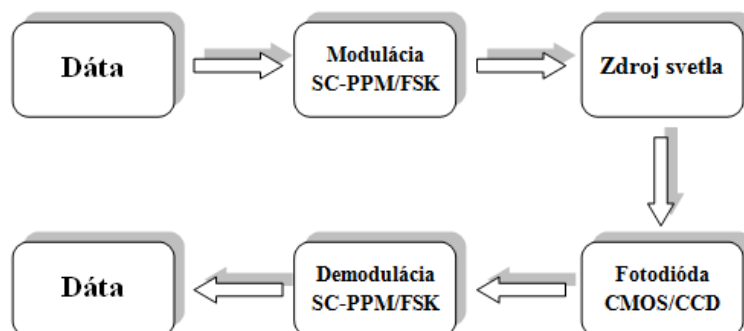 Dáta
Modulácia
SC-PPM/FSK
Zdroj svetla
Fotodióda
CMOS/CCD
Demodulácia
SC-PPM/FSK
Dáta